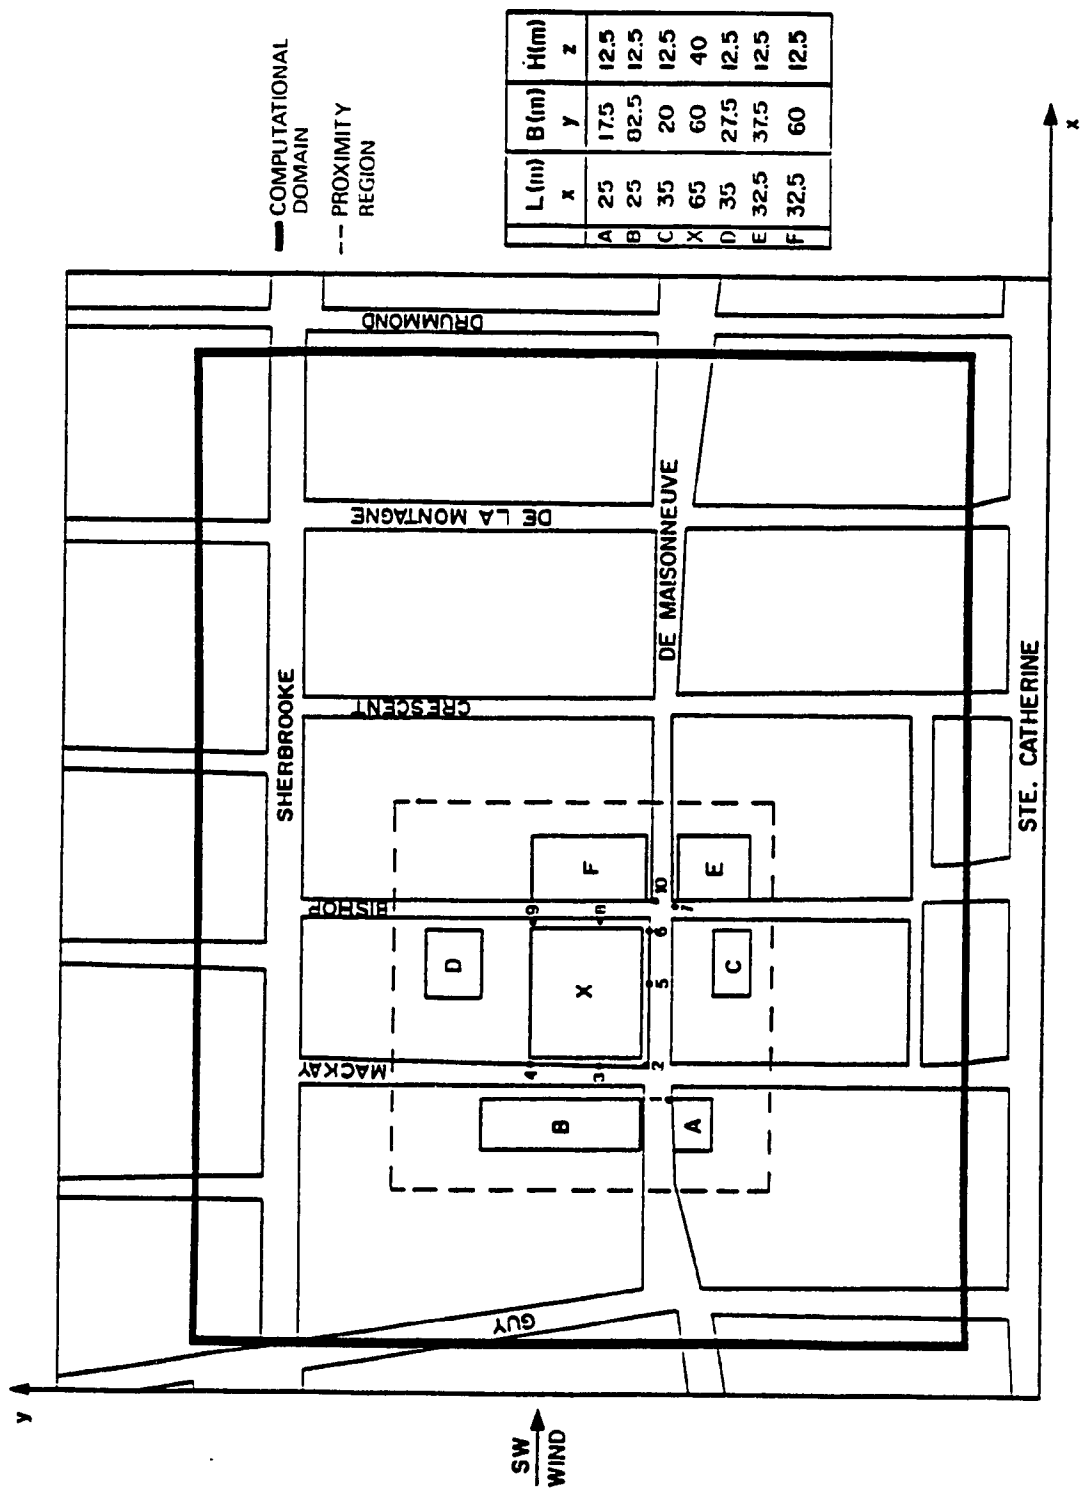 COMPUTATIONAL
DOMAIN
PROXIMITY
REGION
L(m) B(m) H(m)
x y z
A 25 17.5 12.5
B 25 82.5 12.5
C 35 20 12.5
X 65 60 40
D 35 27.5 12.5
E 32.5 37.5 12.5
F 32.5 60 12.5
y
x
SW
WIND
SHERBROOKE
DE MAISONNEUVE
STE. CATHERINE
GUY
MACKAY
BISHOP
CRESCENT
DE LA MONTAGNE
DRUMMOND
B
A
X
D
C
F
E
1
2
3
4
5
6
7
8
9
10